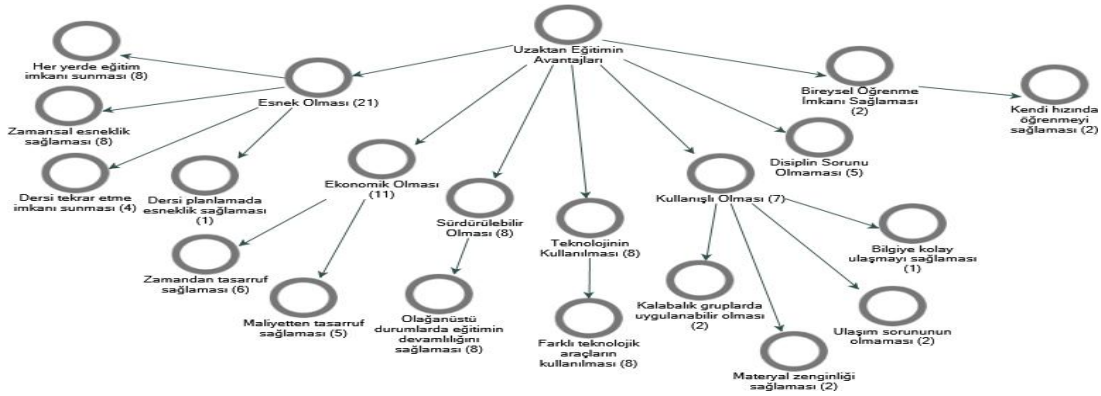 Uzaktan Eğitimin
Avantajları
Her yerde eğitim
imkanı sunması (8)
Esnek Olması (21)
Zamansal esneklik
sağlaması (8)
Dersi tekrar etme
imkanı sunması (4)
Dersi planlamada
esneklik sağlaması
(1)
Ekonomik Olması
(11)
Zamandan tasarruf
sağlaması (6)
Maliyetten tasarruf
sağlaması (5)
Sürdürülebilir
Olması (8)
Olağanüstü
durumlarda eğitimin
devamlılığını
sağlaması (8)
Teknolojinin
Kullanılması (8)
Farklı teknolojik
araçların
kullanılması (8)
Kullanışlı Olması (7)
Kalabalık gruplarda
uygulanabilir olması
(2)
Materyal zenginliği
sağlaması (2)
Ulaşım sorununun
olmaması (2)
Bilgiye kolay
ulaşmayı sağlaması
(1)
Disiplin Sorunu
Olmaması (5)
Bireysel Öğrenme
İmkanı Sağlaması
(2)
Kendi hızında
öğrenmeyi
sağlaması (2)